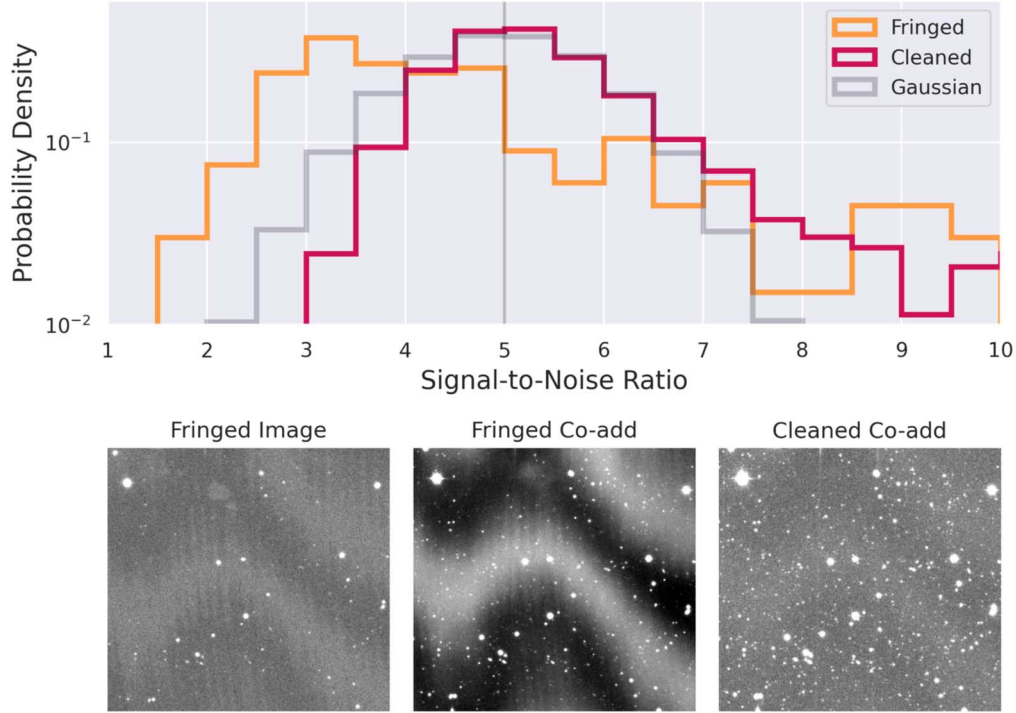 Probability Density
10⁻¹
10⁻²
Fringed
Cleaned
Gaussian
1 2 3 4 5 6 7 8 9 10
Signal-to-Noise Ratio
Fringed Image Fringed Co-add Cleaned Co-add